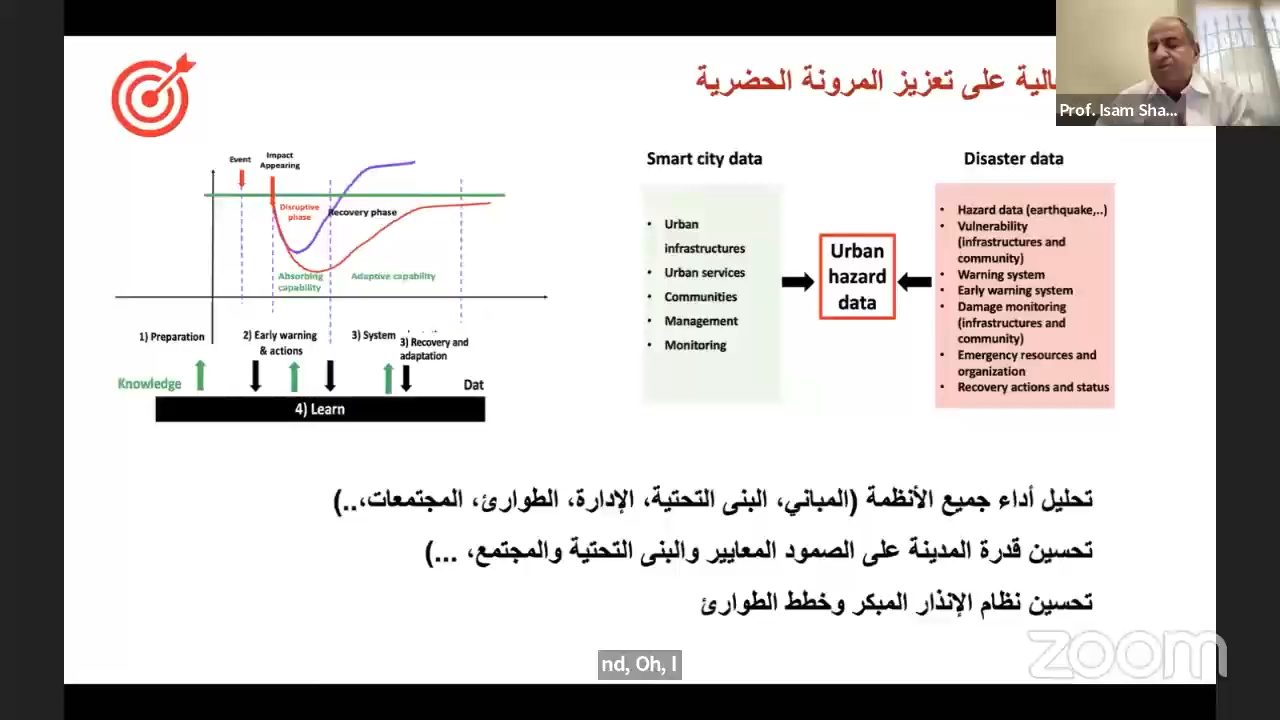 على تعزيز المرونة الحضرية
Prof. Isam Sha...
Event
Impact
Appearing
Disruptive
phase
Recovery phase
Absorbing
capability
Adaptive capability
1) Preparation
2) Early warning
& actions
3) System
3) Recovery and
adaptation
Knowledge
Dat
4) Learn
Smart city data
• Urban
infrastructures
• Urban services
• Communities
• Management
• Monitoring
Urban
hazard
data
Disaster data
• Hazard data (earthquake,..)
• Vulnerability
(infrastructures and
community)
• Warning system
• Early warning system
• Damage monitoring
(infrastructures and
community)
• Emergency resources and
organization
• Recovery actions and status
تحليل أداء جميع الأنظمة (المباني، البنى التحتية، الإدارة، الطوارئ، المجتمعات،..)
تحسين قدرة المدينة على الصمود المعايير والبنى التحتية والمجتمع، ...)
تحسين نظام الإنذار المبكر وخطط الطوارئ
nd, Oh, I
zoom